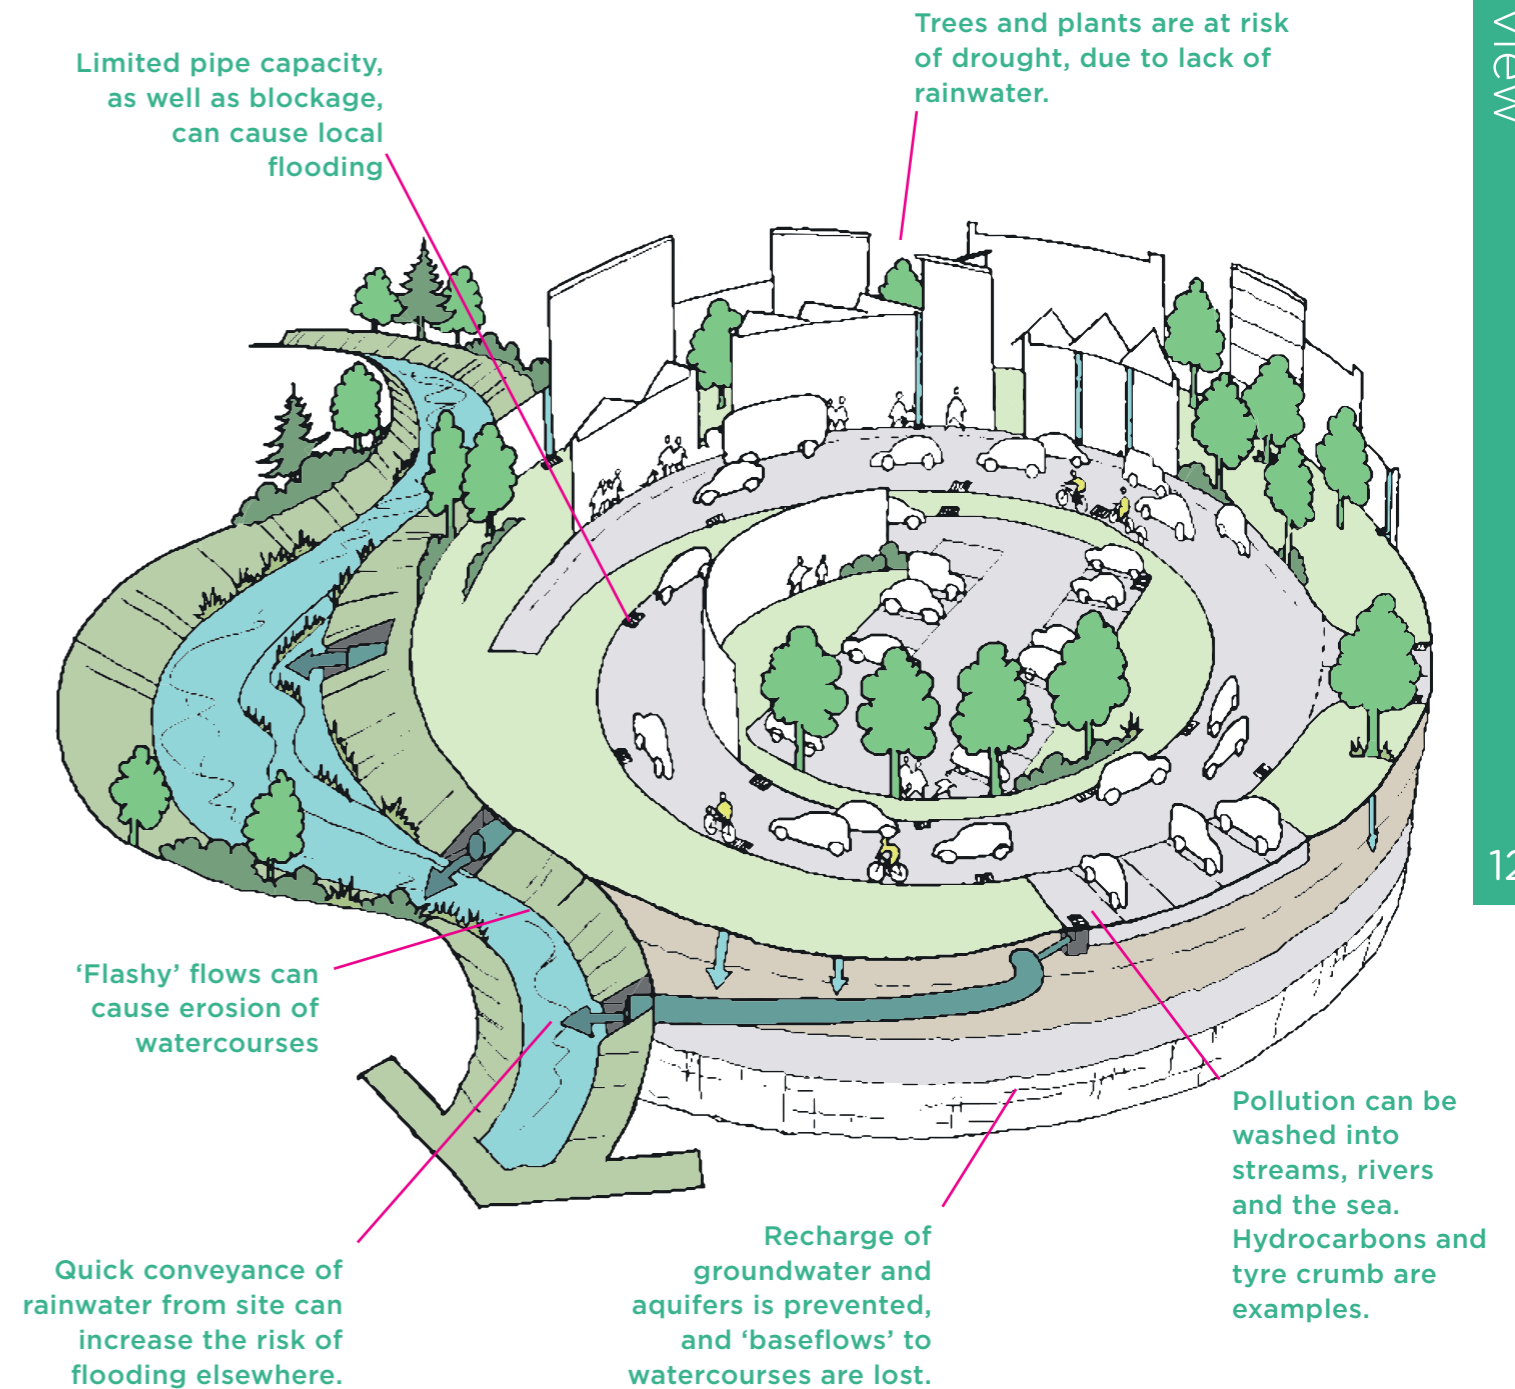 Trees and plants are at risk
of drought, due to lack of
rainwater.
Limited pipe capacity,
as well as blockage,
can cause local
flooding
View
‘Flashy’ flows can
cause erosion of
watercourses
Quick conveyance of
rainwater from site can
increase the risk of
flooding elsewhere.
Recharge of
groundwater and
aquifers is prevented,
and ‘baseflows’ to
watercourses are lost.
Pollution can be
washed into
streams, rivers
and the sea.
Hydrocarbons and
tyre crumb are
examples.
12